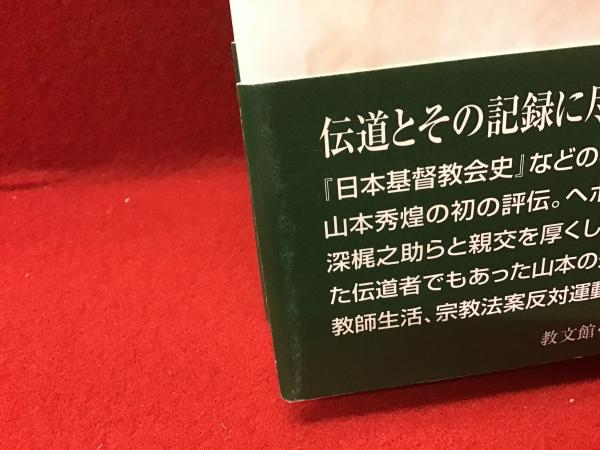 伝道とその記録に
『日本基督教会史』などの
山本秀煌の初の評伝。ヘボ
深梶之助らと親交を厚くし
た伝道者でもあった山本の
教師生活、宗教法案反対運動
教文館